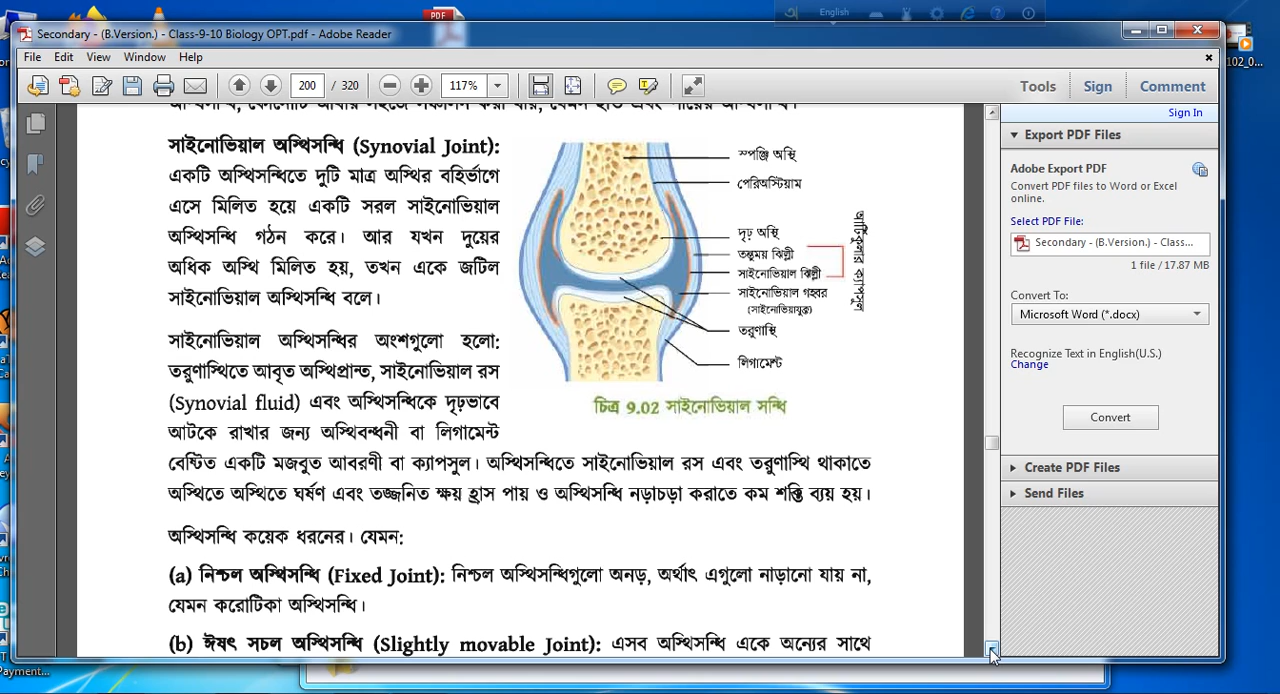 PDF
English
Secondary - (B.Version.) - Class-9-10 Biology OPT.pdf - Adobe Reader
File Edit View Window Help
200 / 320
117%
Tools Sign Comment
সাইনোভিয়াল অস্থিসন্ধি (Synovial Joint):
একটি অস্থিসন্ধিতে দুটি মাত্র অস্থির বহির্ভাগে
এসে মিলিত হয়ে একটি সরল সাইনোভিয়াল
অস্থিসন্ধি গঠন করে। আর যখন দুয়ের
অধিক অস্থি মিলিত হয়, তখন একে জটিল
সাইনোভিয়াল অস্থিসন্ধি বলে।
সাইনোভিয়াল অস্থিসন্ধির অংশগুলো হলো:
তরুণাস্থিতে আবৃত অস্থিপ্রান্ত, সাইনোভিয়াল রস
(Synovial fluid) এবং অস্থিসন্ধিকে দৃঢ়ভাবে
আটকে রাখার জন্য অস্থিবন্ধনী বা লিগামেন্ট
স্পঞ্জি অস্থি
পেরিঅস্টিয়াম
দৃঢ় অস্থি
তন্তুময় ঝিল্লী
সাইনোভিয়াল ঝিল্লী
আর্টিকুলার ক্যাপসুল
সাইনোভিয়াল গহ্বর
(সাইনোভিয়াযুক্ত)
তরুণাস্থি
লিগামেন্ট
চিত্র 9.02 সাইনোভিয়াল সন্ধি
বেষ্টিত একটি মজবুত আবরণী বা ক্যাপসুল। অস্থিসন্ধিতে সাইনোভিয়াল রস এবং তরুণাস্থি থাকাতে
অস্থিতে অস্থিতে ঘর্ষণ এবং তজ্জনিত ক্ষয় হ্রাস পায় ও অস্থিসন্ধি নড়াচড়া করাতে কম শক্তি ব্যয় হয়।
অস্থিসন্ধি কয়েক ধরনের। যেমন:
(a) নিশ্চল অস্থিসন্ধি (Fixed Joint): নিশ্চল অস্থিসন্ধিগুলো অনড়, অর্থাৎ এগুলো নাড়ানো যায় না,
যেমন করোটিকা অস্থিসন্ধি।
(b) ঈষৎ সচল অস্থিসন্ধি (Slightly movable Joint): এসব অস্থিসন্ধি একে অন্যের সাথে
Sign In
Export PDF Files
Adobe Export PDF
Convert PDF files to Word or Excel
online.
Select PDF File:
Secondary - (B.Version.) - Class...
1 file / 17.87 MB
Convert To:
Microsoft Word (*.docx)
Recognize Text in English(U.S.)
Change
Convert
Create PDF Files
Send Files
Payment...